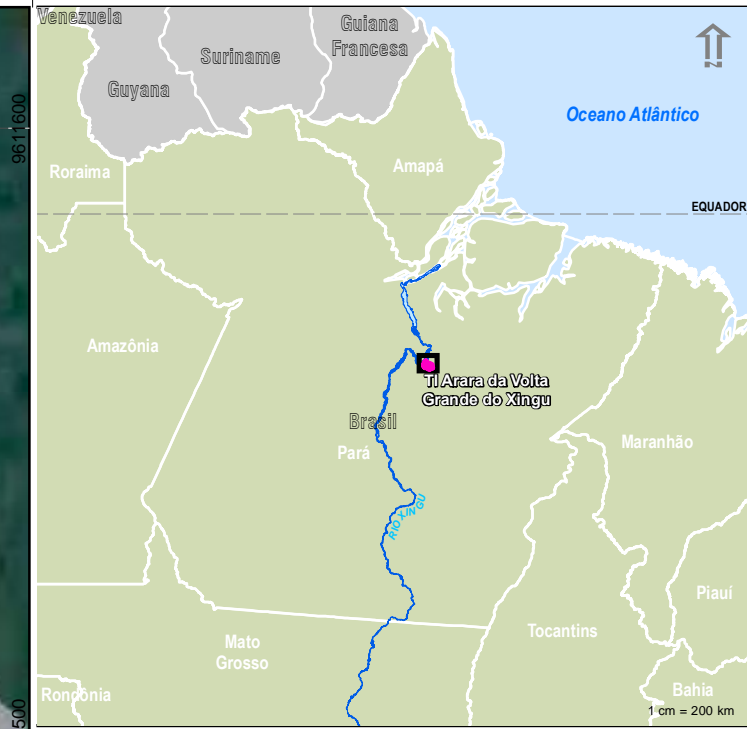 Venezuela
Guiana
Francesa
Suriname
Guyana
N
Oceano Atlântico
9611600
Roraima
Amapá
EQUADOR
Amazônia
TI Arara da Volta
Grande do Xingu
Brasil
Pará
Maranhão
RIO XINGU
Piauí
Tocantins
Mato
Grosso
Rondônia
Bahia
500
1 cm = 200 km